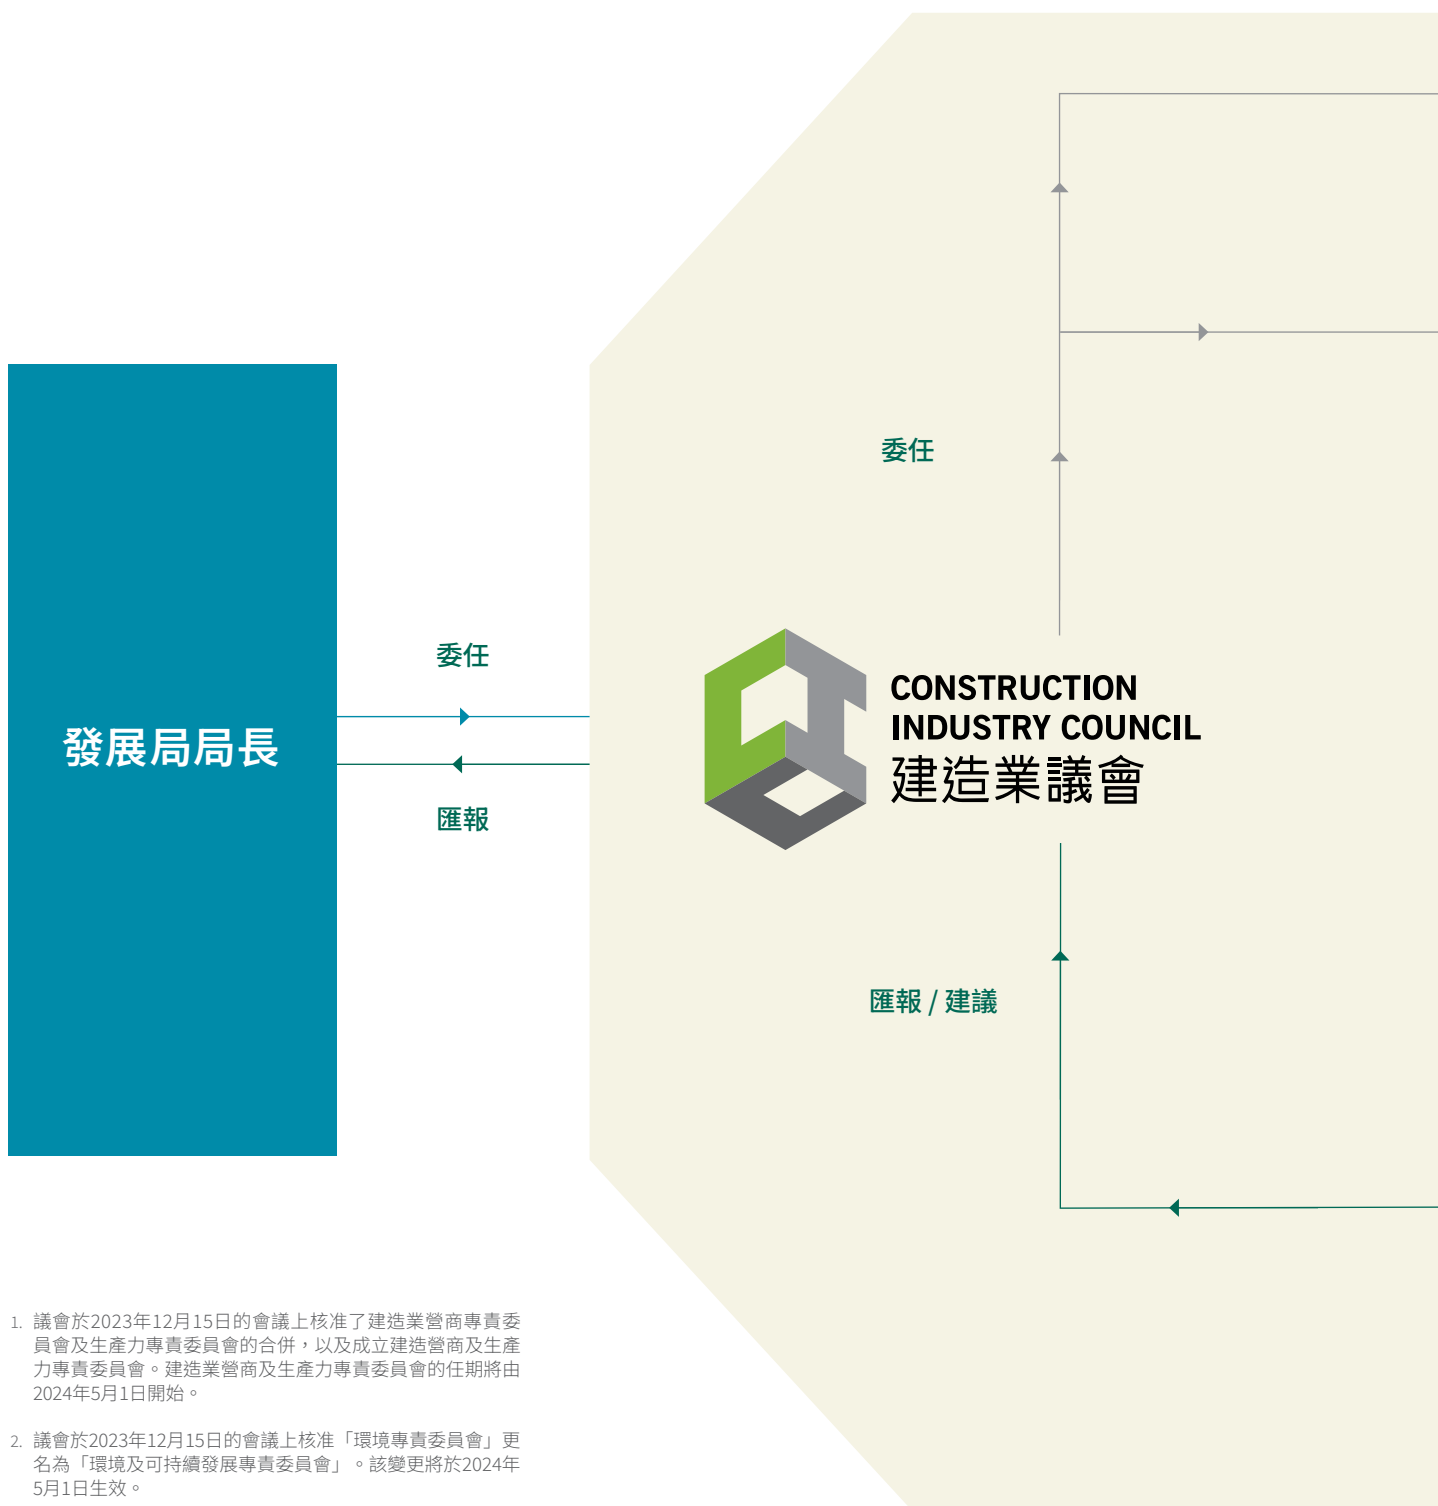 委任
委任
發展局局長
匯報
CONSTRUCTION
INDUSTRY COUNCIL
建造業議會
匯報 / 建議
1. 議會於2023年12月15日的會議上核准了建造業營商專責委
員會及生產力專責委員會的合併，以及成立建造營商及生產
力專責委員會。建造業營商及生產力專責委員會的任期將由
2024年5月1日開始。
2. 議會於2023年12月15日的會議上核准「環境專責委員會」更
名為「環境及可持續發展專責委員會」。該變更將於2024年
5月1日生效。